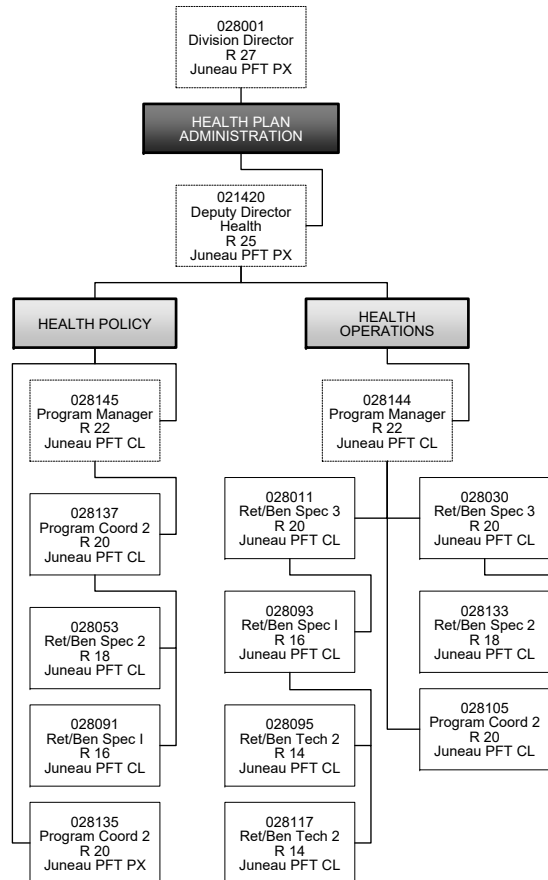 028001
Division Director
R 27
Juneau PFT PX
HEALTH PLAN
ADMINISTRATION
021420
Deputy Director
Health
R 25
Juneau PFT PX
HEALTH POLICY
HEALTH
OPERATIONS
028145
Program Manager
R 22
Juneau PFT CL
028144
Program Manager
R 22
Juneau PFT CL
028137
Program Coord 2
R 20
Juneau PFT CL
028011
Ret/Ben Spec 3
R 20
Juneau PFT CL
028030
Ret/Ben Spec 3
R 20
Juneau PFT CL
028053
Ret/Ben Spec 2
R 18
Juneau PFT CL
028093
Ret/Ben Spec I
R 16
Juneau PFT CL
028133
Ret/Ben Spec 2
R 18
Juneau PFT CL
028091
Ret/Ben Spec I
R 16
Juneau PFT CL
028095
Ret/Ben Tech 2
R 14
Juneau PFT CL
028105
Program Coord 2
R 20
Juneau PFT CL
028135
Program Coord 2
R 20
Juneau PFT PX
028117
Ret/Ben Tech 2
R 14
Juneau PFT CL